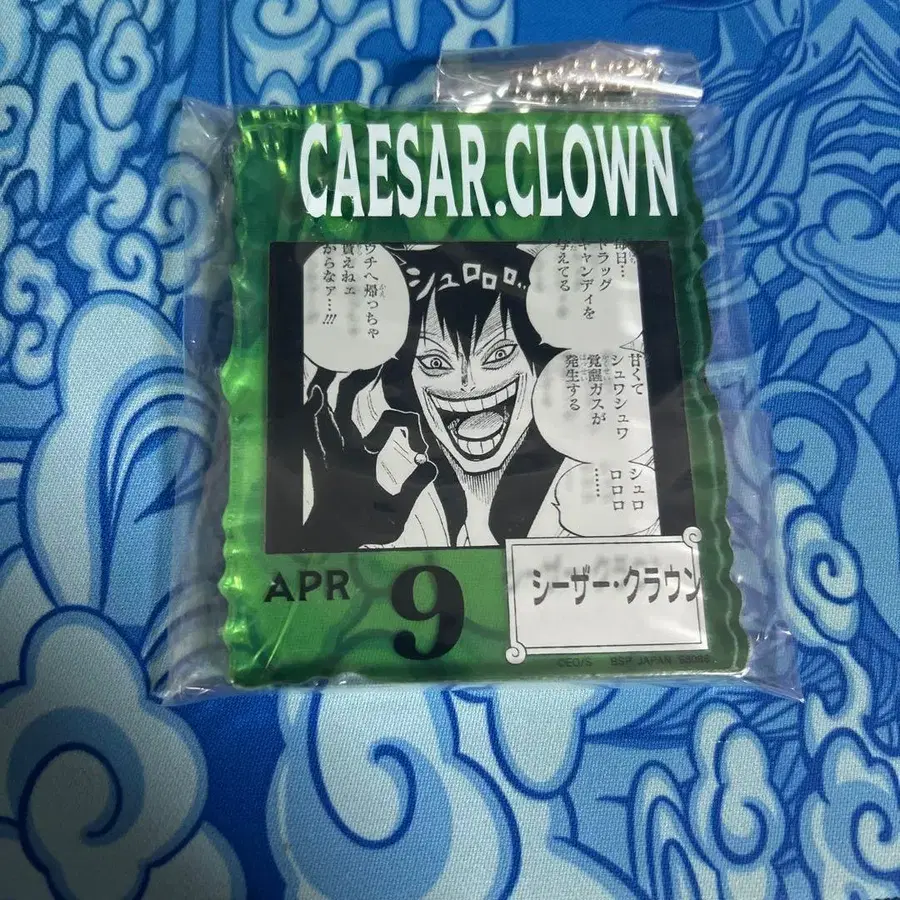 CAESAR.CLOWN
シュロロロ..
毎日…
ドラッグ
キャンディを
与えてる
ウチへ帰っちゃ
貰えねェ
からなァ…!!!
甘くて
シュワシュワ
覚醒ガスが
発生する
シュロ
ロロロ
……
APR 9
シーザー・クラウン
©EO/S BSP JAPAN